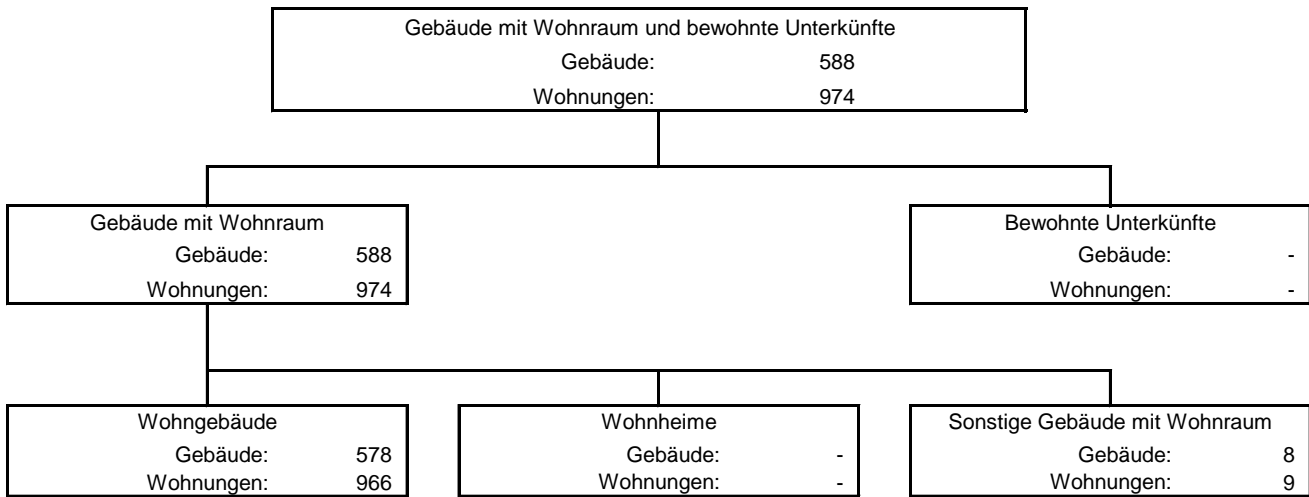 Gebäude mit Wohnraum und bewohnte Unterkünfte
Gebäude: 588
Wohnungen: 974
Gebäude mit Wohnraum
Gebäude: 588
Wohnungen: 974
Bewohnte Unterkünfte
Gebäude: -
Wohnungen: -
Wohngebäude
Gebäude: 578
Wohnungen: 966
Wohnheime
Gebäude: -
Wohnungen: -
Sonstige Gebäude mit Wohnraum
Gebäude: 8
Wohnungen: 9